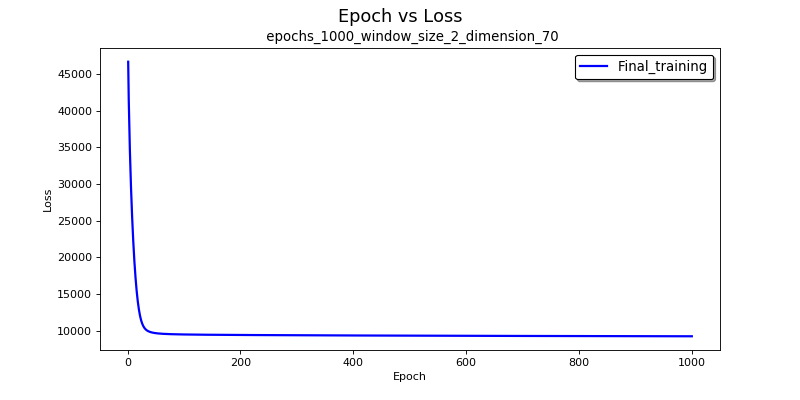 Epoch vs Loss
epochs_1000_window_size_2_dimension_70
Final_training
45000
40000
35000
30000
25000
20000
15000
10000
Loss
0 200 400 600 800 1000
Epoch